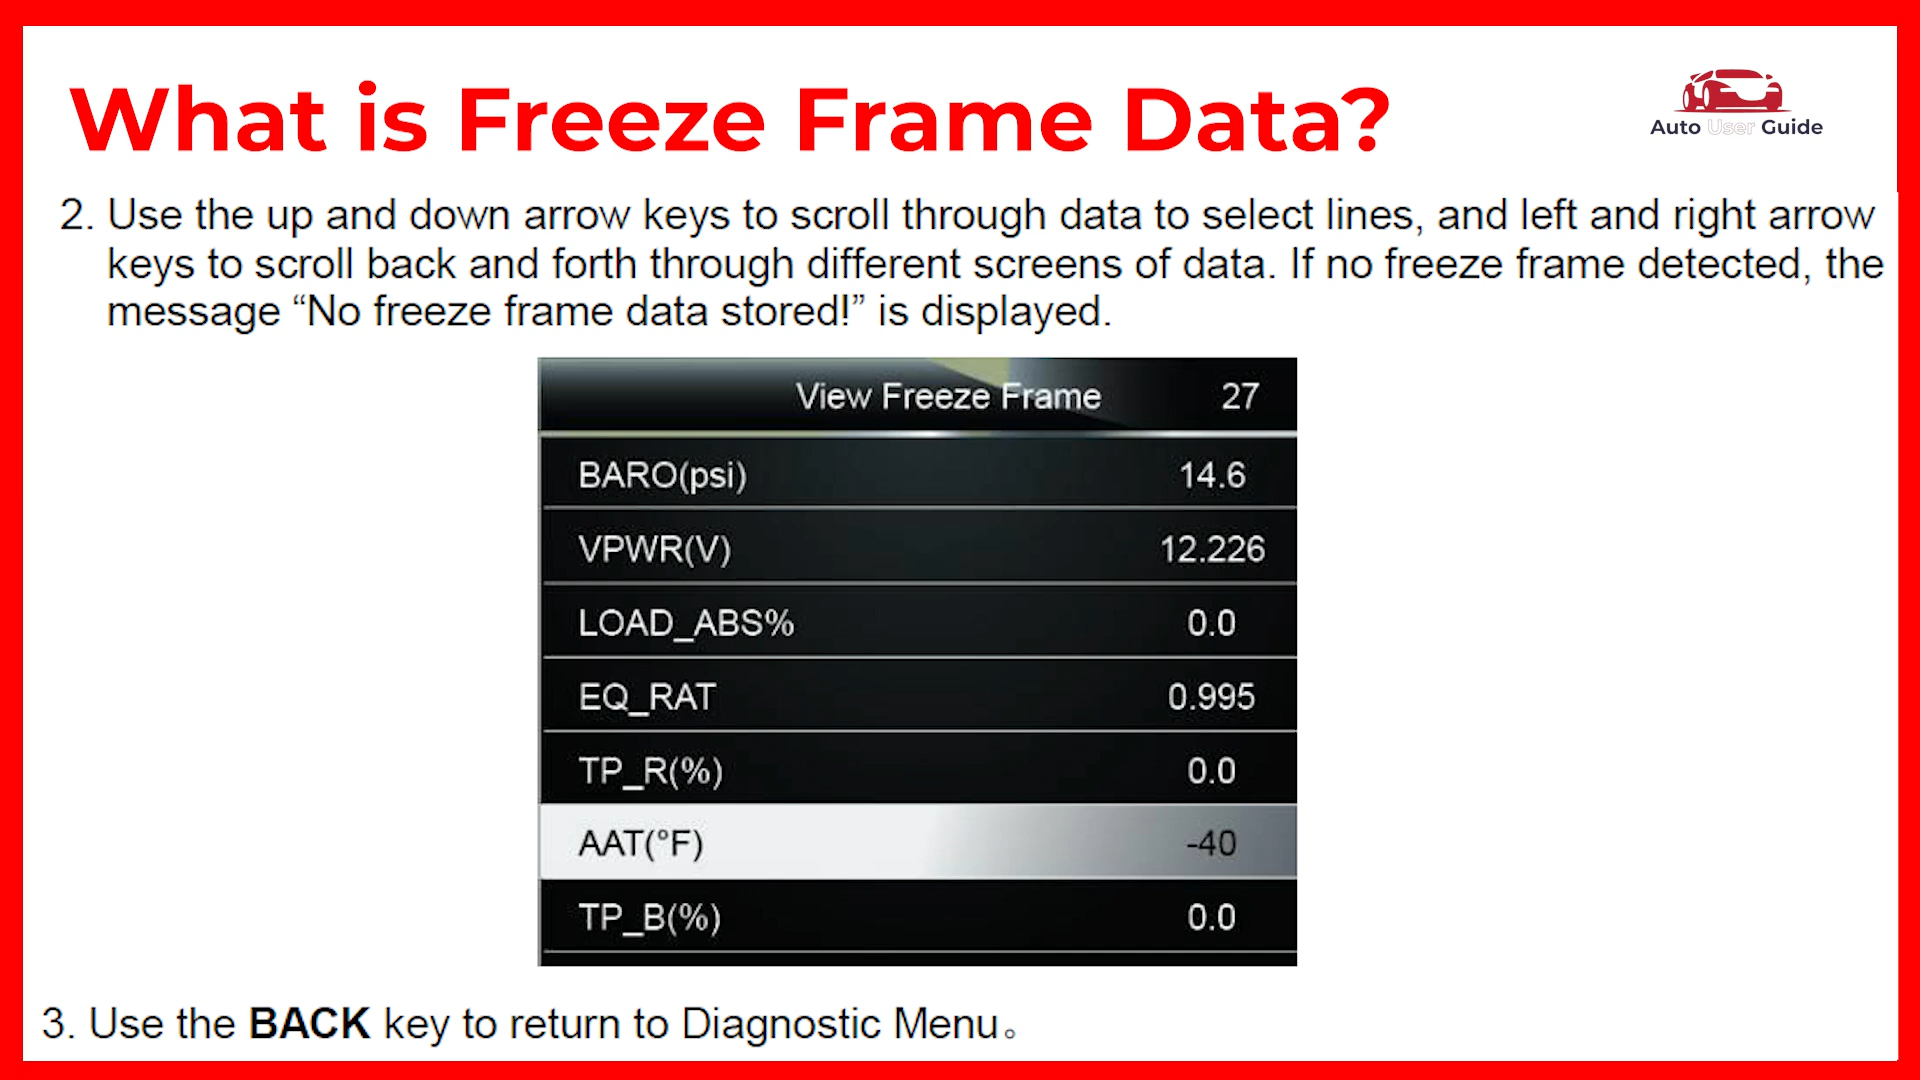 What is Freeze Frame Data?
Auto User Guide
2. Use the up and down arrow keys to scroll through data to select lines, and left and right arrow
keys to scroll back and forth through different screens of data. If no freeze frame detected, the
message “No freeze frame data stored!” is displayed.
View Freeze Frame 27
BARO(psi) 14.6
VPWR(V) 12.226
LOAD_ABS% 0.0
EQ_RAT 0.995
TP_R(%) 0.0
AAT(°F) -40
TP_B(%) 0.0
3. Use the BACK key to return to Diagnostic Menu。